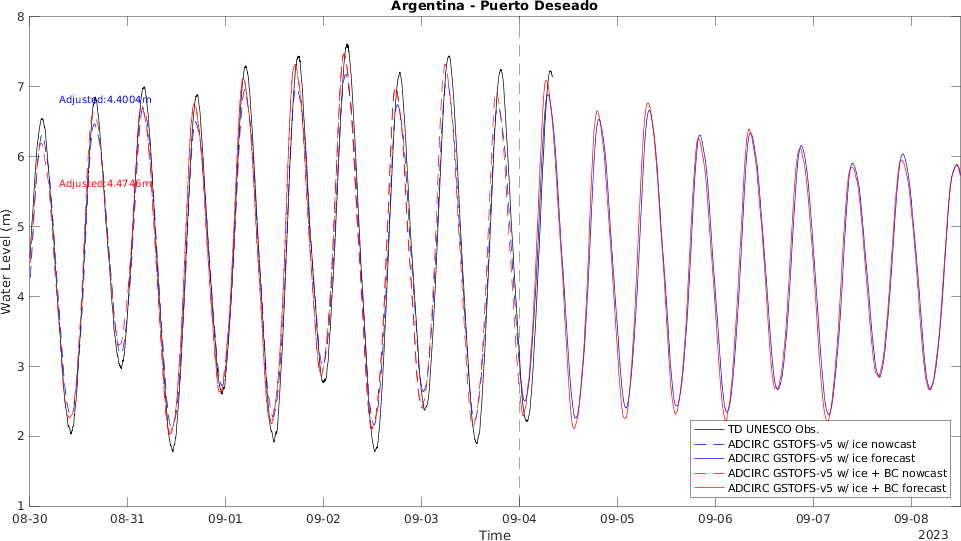 Argentina - Puerto Deseado
Water Level (m)
8
7
6
5
4
3
2
1
Adjusted:4.4004m
Adjusted:4.4746m
TD UNESCO Obs.
ADCIRC GSTOFS-v5 w/ ice nowcast
ADCIRC GSTOFS-v5 w/ ice forecast
ADCIRC GSTOFS-v5 w/ ice + BC nowcast
ADCIRC GSTOFS-v5 w/ ice + BC forecast
08-30 08-31 09-01 09-02 09-03 09-04 09-05 09-06 09-07 09-08
Time
2023